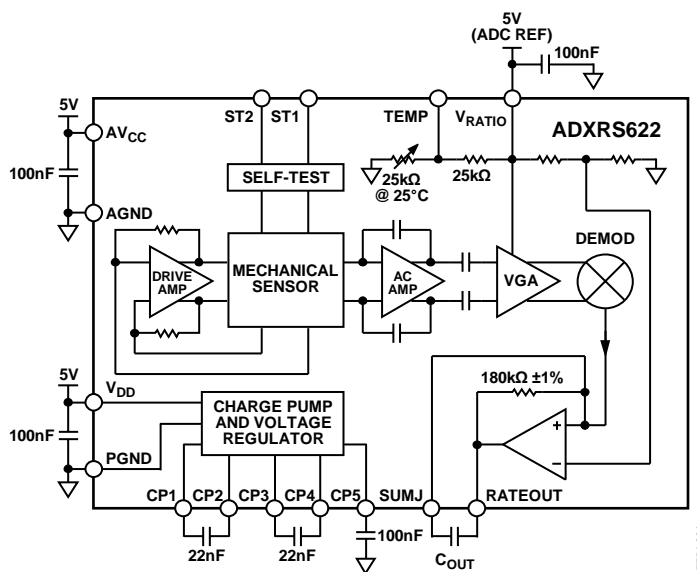 5V
(ADC REF)
100nF
5V
ST2
ST1
TEMP
VRATIO
ADXRS622
AVCC
100nF
25kΩ
@ 25°C
25kΩ
SELF-TEST
AGND
DEMOD
DRIVE
AMP
MECHANICAL
SENSOR
AC
AMP
VGA
5V
VDD
180kΩ ±1%
CHARGE PUMP
AND VOLTAGE
REGULATOR
+
–
100nF
PGND
CP1
CP2
CP3
CP4
CP5
SUMJ
RATEOUT
22nF
22nF
100nF
COUT